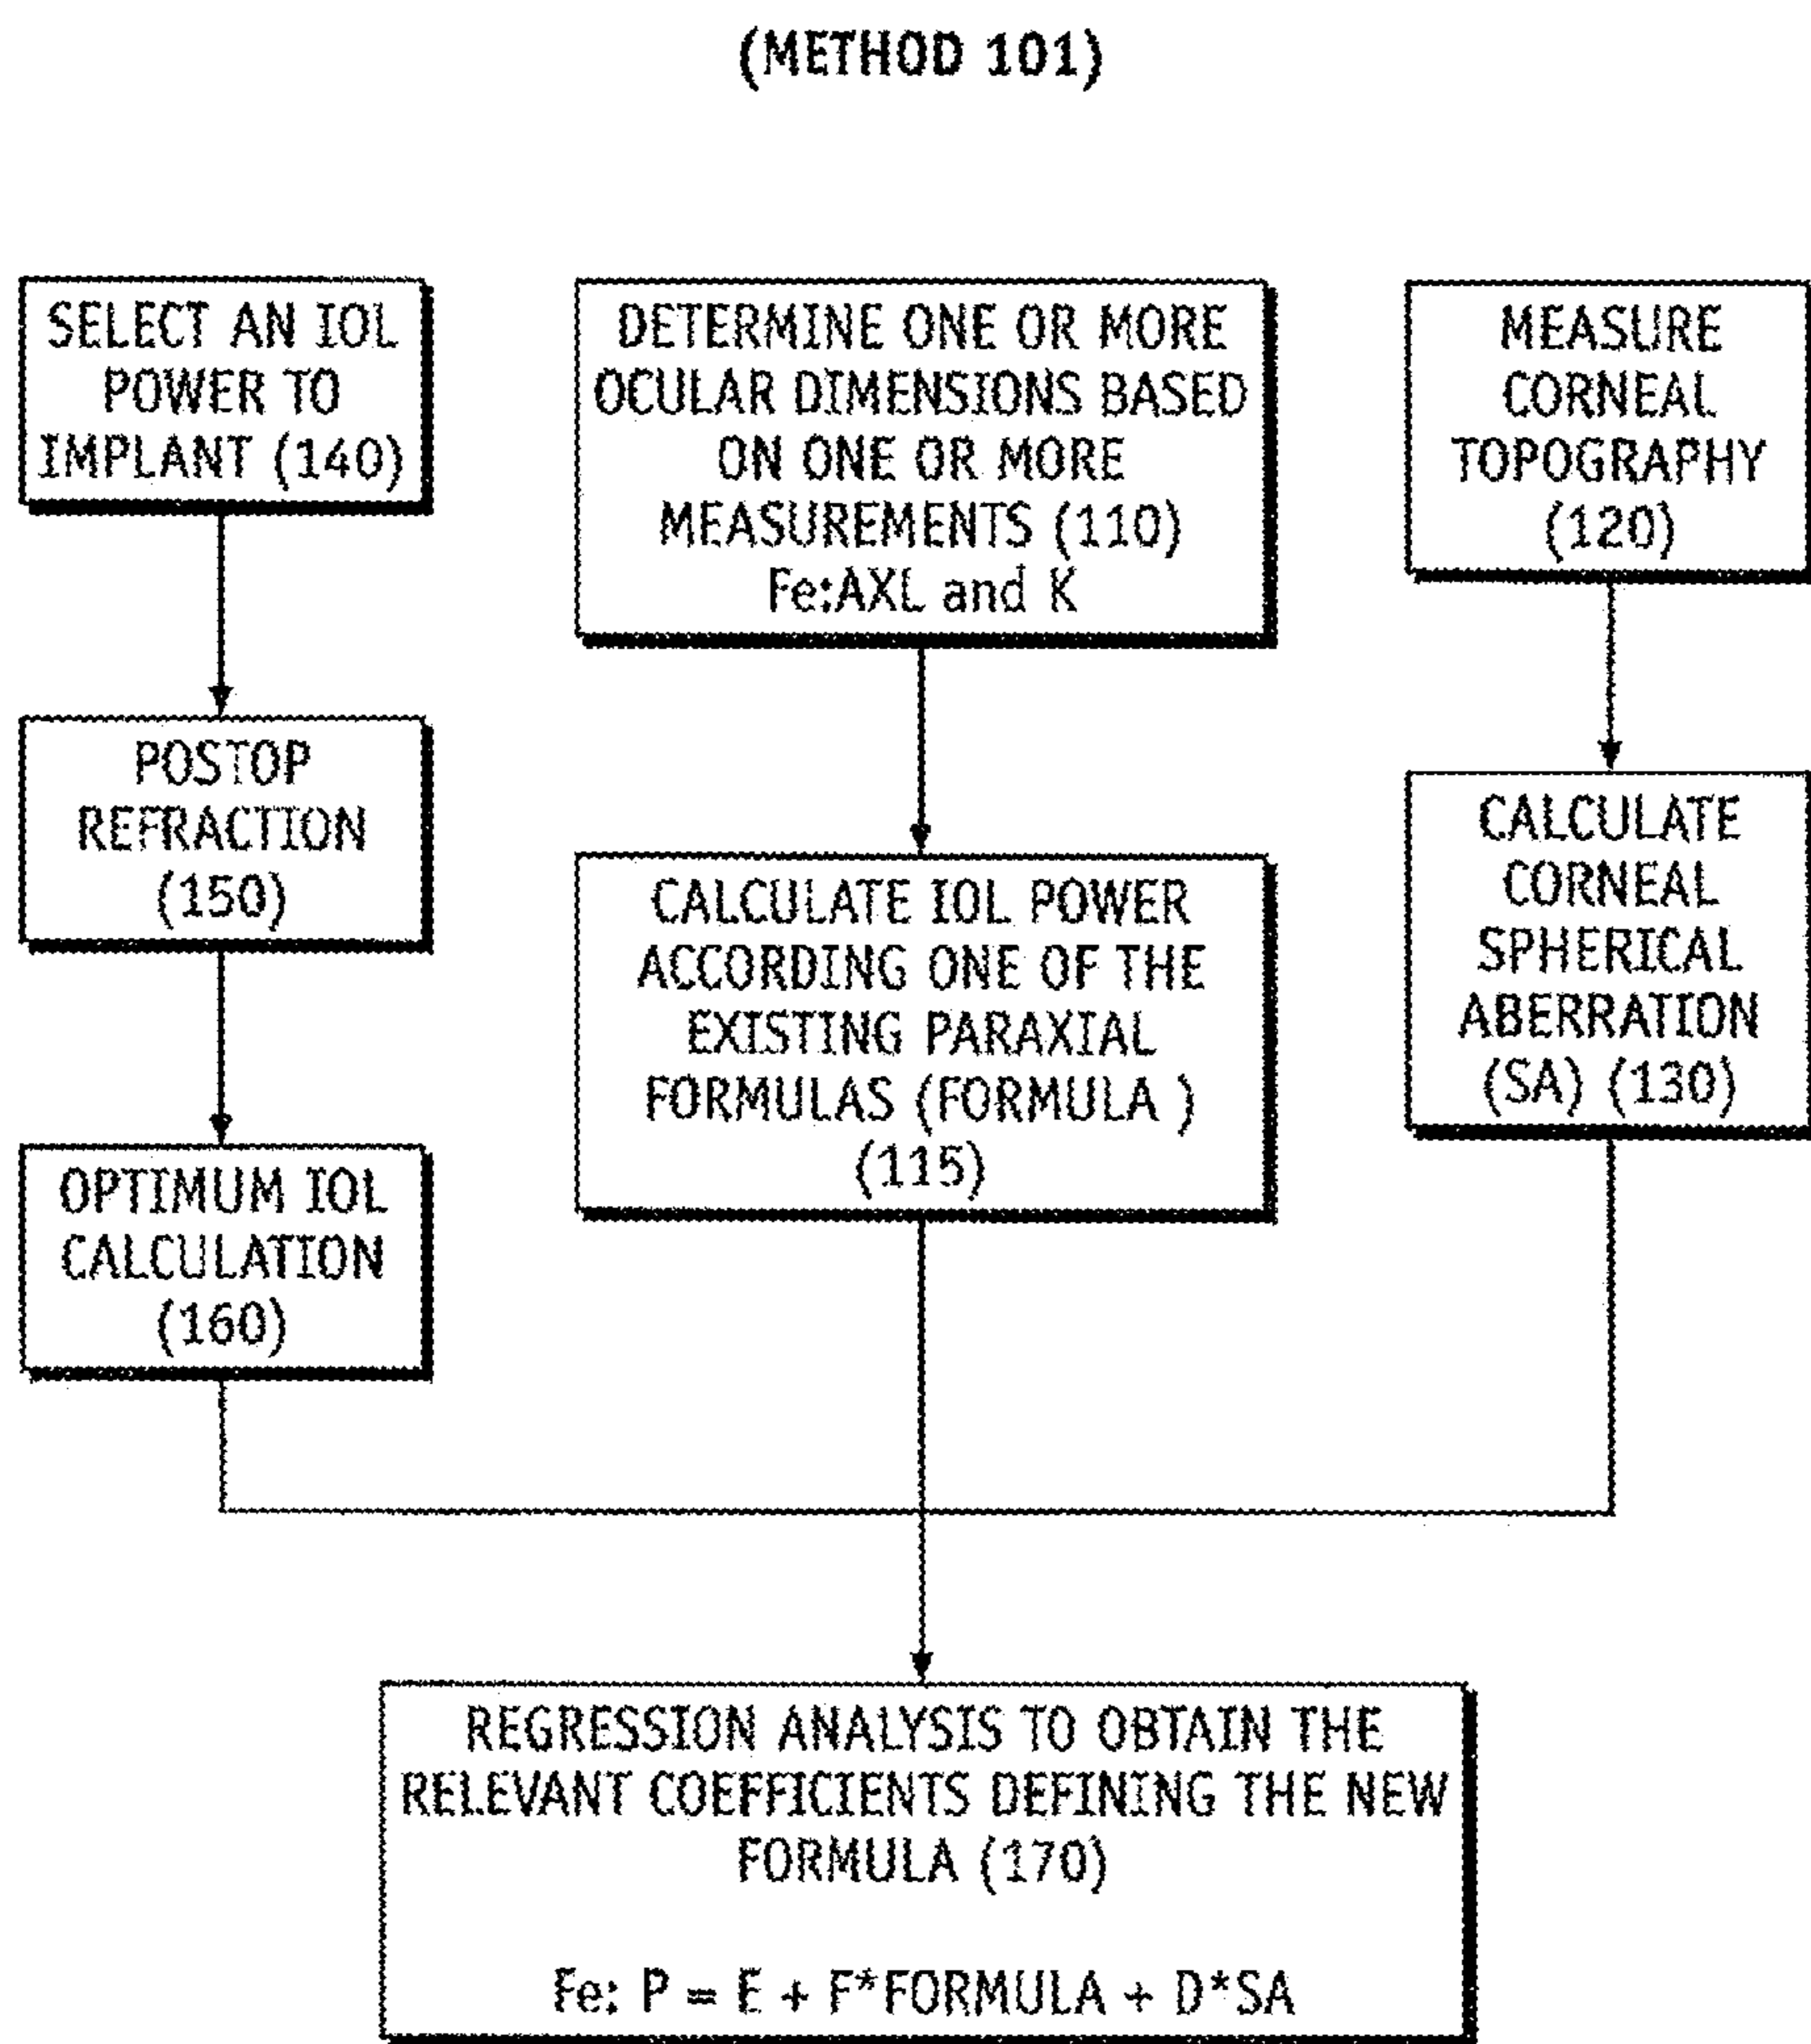 (METHOD 101)
SELECT AN IOL
POWER TO
IMPLANT (140)
POSTOP
REFRACTION
(150)
OPTIMUM IOL
CALCULATION
(160)
DETERMINE ONE OR MORE
OCULAR DIMENSIONS BASED
ON ONE OR MORE
MEASUREMENTS (110)
Fe:AXL and K
CALCULATE IOL POWER
ACCORDING ONE OF THE
EXISTING PARAXIAL
FORMULAS (FORMULA )
(115)
MEASURE
CORNEAL
TOPOGRAPHY
(120)
CALCULATE
CORNEAL
SPHERICAL
ABERRATION
(SA) (130)
REGRESSION ANALYSIS TO OBTAIN THE
RELEVANT COEFFICIENTS DEFINING THE NEW
FORMULA (170)
Fe: P = E + F*FORMULA + D*SA